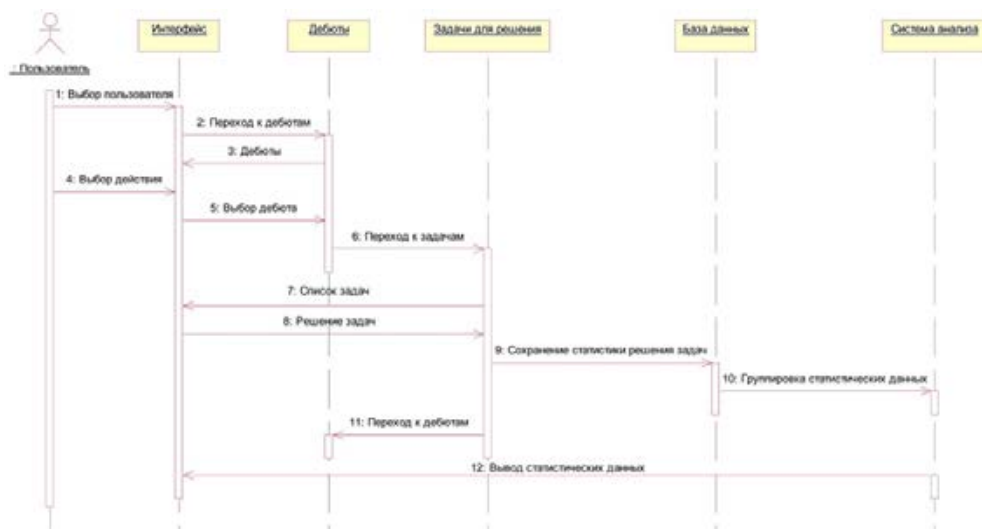 Интерфейс
Дебюты
Задачи для решения
База данных
Система анализа
: Пользователь
1: Выбор пользователя
2: Переход к дебютам
3: Дебюты
4: Выбор действия
5: Выбор дебюта
6: Переход к задачам
7: Список задач
8: Решение задач
9: Сохранение статистики решения задач
10: Группировка статистических данных
11: Переход к дебютам
12: Вывод статистических данных